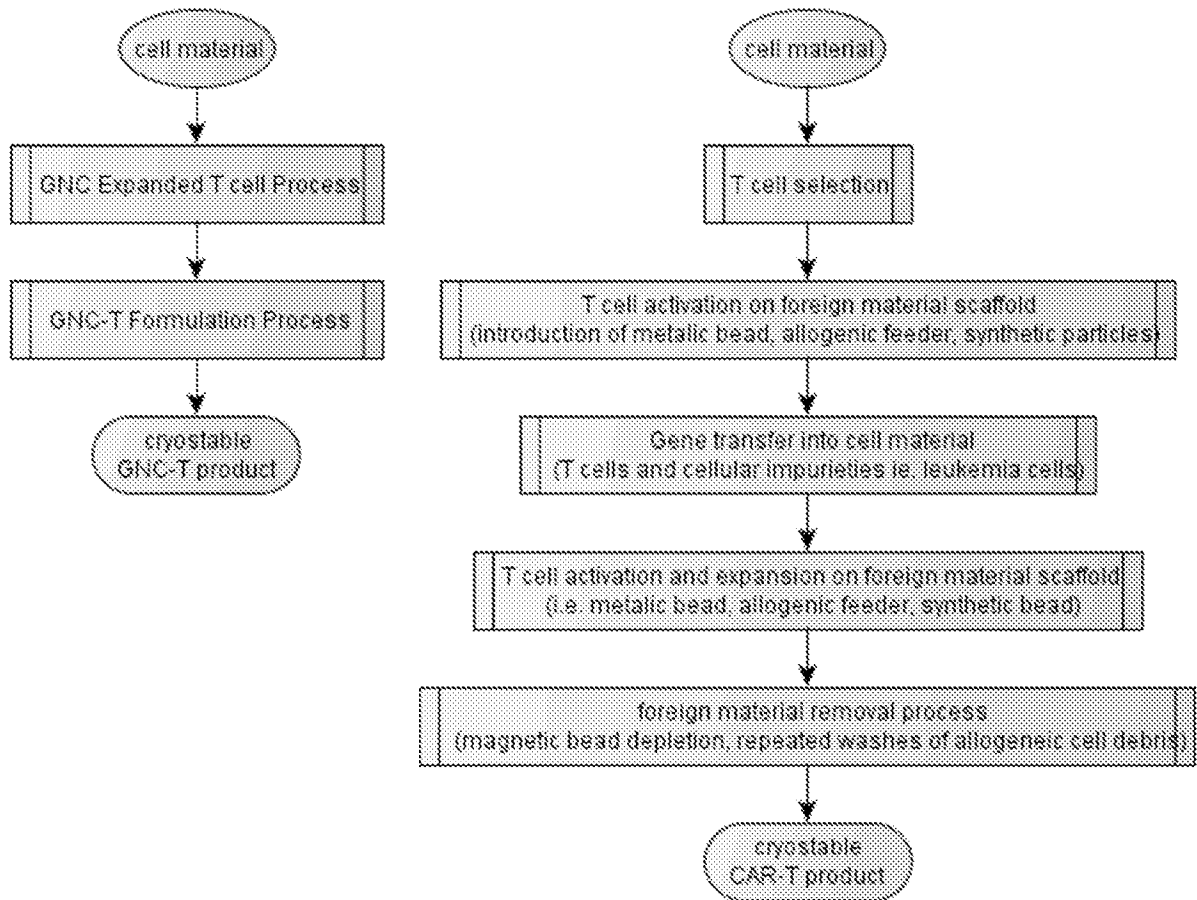 cell material
GNC Expanded T cell Process
GNC-T Formulation Process
cryostable
GNC-T product
cell material
T cell selection
T cell activation on foreign material scaffold
(introduction of metalic bead, allogenic feeder, synthetic particles)
Gene transfer into cell material
(T cells and cellular impurieties ie. leukemia cells)
T cell activation and expansion on foreign material scaffold
(i.e. metalic bead, allogenic feeder, synthetic bead)
foreign material removal process
(magnetic bead depletion, repeated washes of allogeneic cell debris)
cryostable
CAR-T product